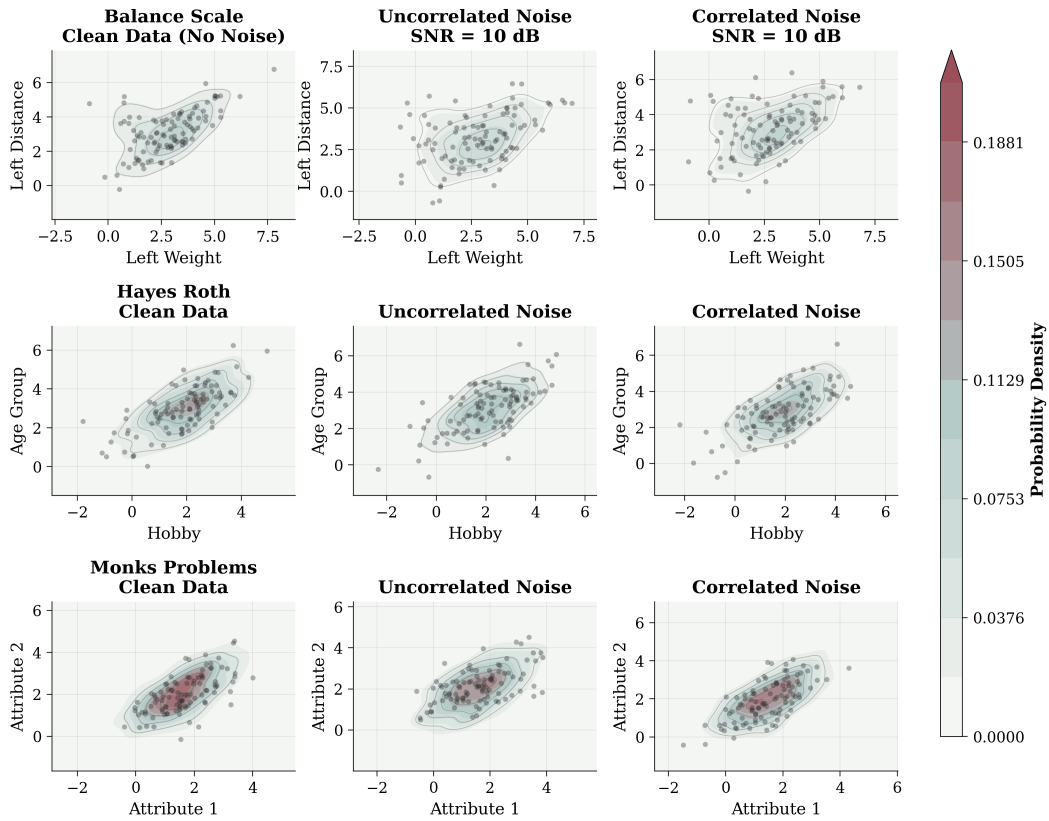 Balance Scale
Clean Data (No Noise)
Uncorrelated Noise
SNR = 10 dB
Correlated Noise
SNR = 10 dB
Left Distance
6
4
2
0
−2.5
0.0
2.5
5.0
7.5
Left Weight
Left Distance
7.5
5.0
2.5
0.0
−2.5
0.0
2.5
5.0
7.5
Left Weight
Left Distance
6
4
2
0
0.0
2.5
5.0
7.5
Left Weight
Hayes Roth
Clean Data
Uncorrelated Noise
Correlated Noise
Age Group
6
4
2
0
−2
0
2
4
Hobby
Age Group
6
4
2
0
−2
0
2
4
6
Hobby
Age Group
6
4
2
0
−2
0
2
4
6
Hobby
Monks Problems
Clean Data
Uncorrelated Noise
Correlated Noise
Attribute 2
6
4
2
0
−2
0
2
4
Attribute 1
Attribute 2
6
4
2
0
−2
0
2
4
Attribute 1
Attribute 2
6
4
2
0
−2
0
2
4
6
Attribute 1
0.1881
0.1505
0.1129
0.0753
0.0376
0.0000
Probability Density